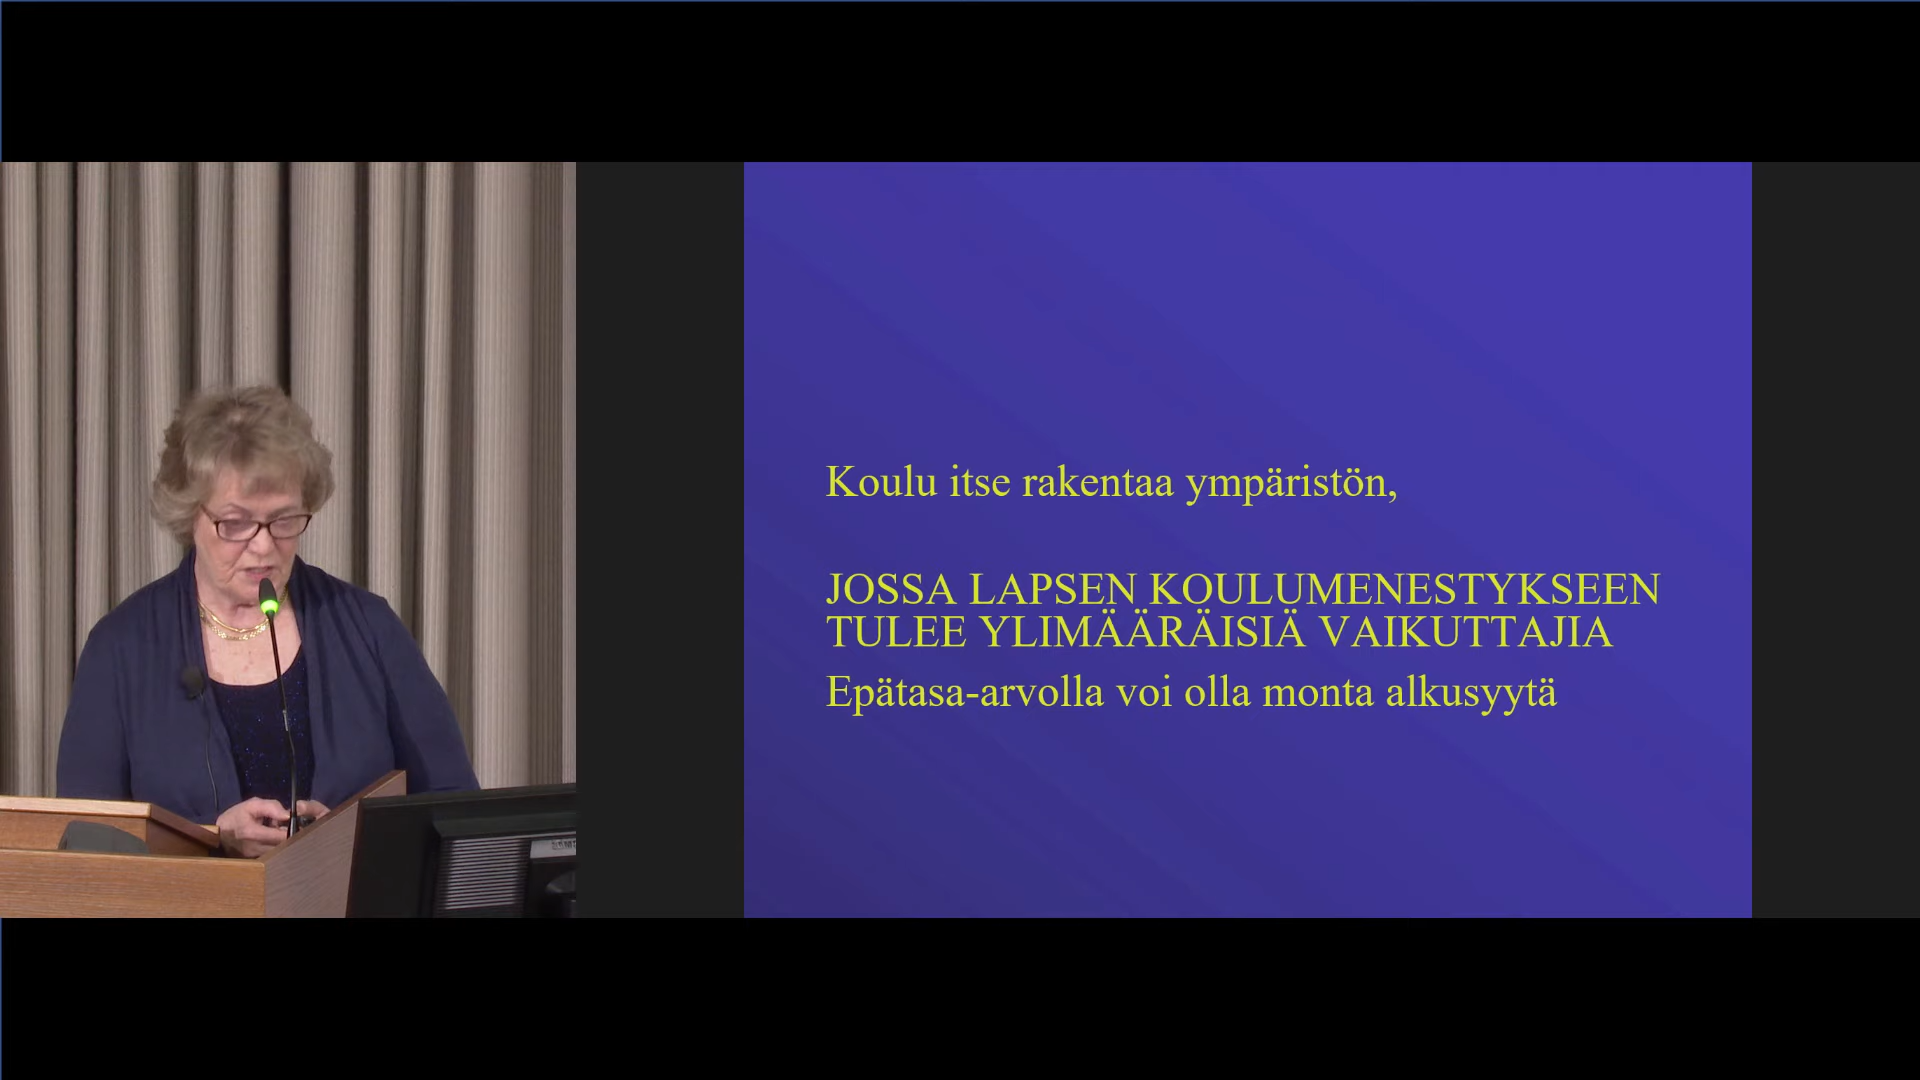 Koulu itse rakentaa ympäristön,
JOSSA LAPSEN KOULUMENESTYKSEEN
TULEE YLIMÄÄRÄISIÄ VAIKUTTAJIA
Epätasa-arvolla voi olla monta alkusyytä